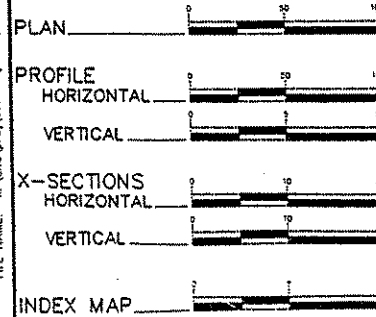 0 50
PLAN
PROFILE
0 50
HORIZONTAL
0 5
VERTICAL
X-SECTIONS
0 10
HORIZONTAL
0 10
VERTICAL
INDEX MAP